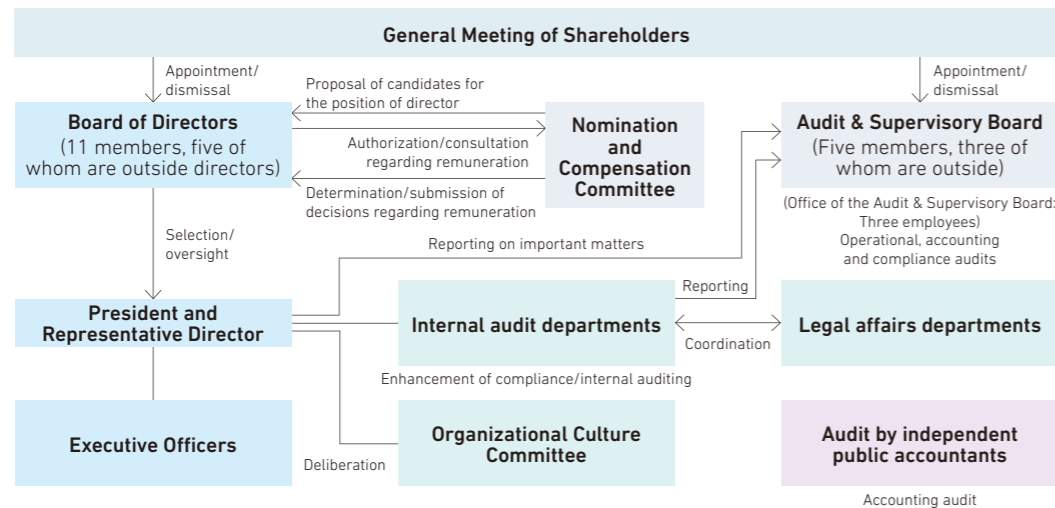 General Meeting of Shareholders
Appointment/
dismissal
Proposal of candidates for
the position of director
Appointment/
dismissal
Board of Directors
(11 members, five of
whom are outside directors)
Authorization/consultation
regarding remuneration
Determination/submission of
decisions regarding remuneration
Nomination
and
Compensation
Committee
Audit & Supervisory Board
(Five members, three of
whom are outside)
(Office of the Audit & Supervisory Board:
Three employees)
Operational, accounting
and compliance audits
Selection/
oversight
Reporting on important matters
Reporting
President and
Representative Director
Internal audit departments
Coordination
Legal affairs departments
Enhancement of compliance/internal auditing
Executive Officers
Deliberation
Organizational Culture
Committee
Audit by independent
public accountants
Accounting audit